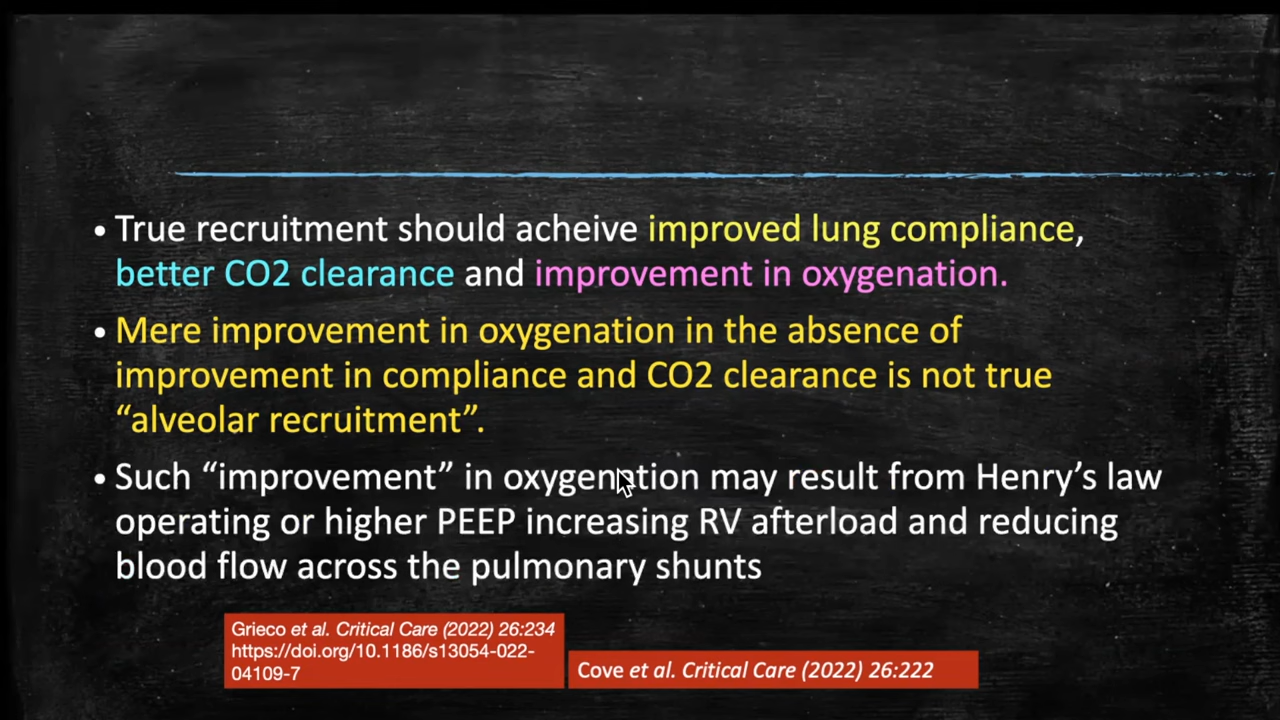 • True recruitment should acheive improved lung compliance,
better CO2 clearance and improvement in oxygenation.
• Mere improvement in oxygenation in the absence of
improvement in compliance and CO2 clearance is not true
“alveolar recruitment”.
• Such “improvement” in oxygenation may result from Henry’s law
operating or higher PEEP increasing RV afterload and reducing
blood flow across the pulmonary shunts
Grieco et al. Critical Care (2022) 26:234
https://doi.org/10.1186/s13054-022-
04109-7
Cove et al. Critical Care (2022) 26:222